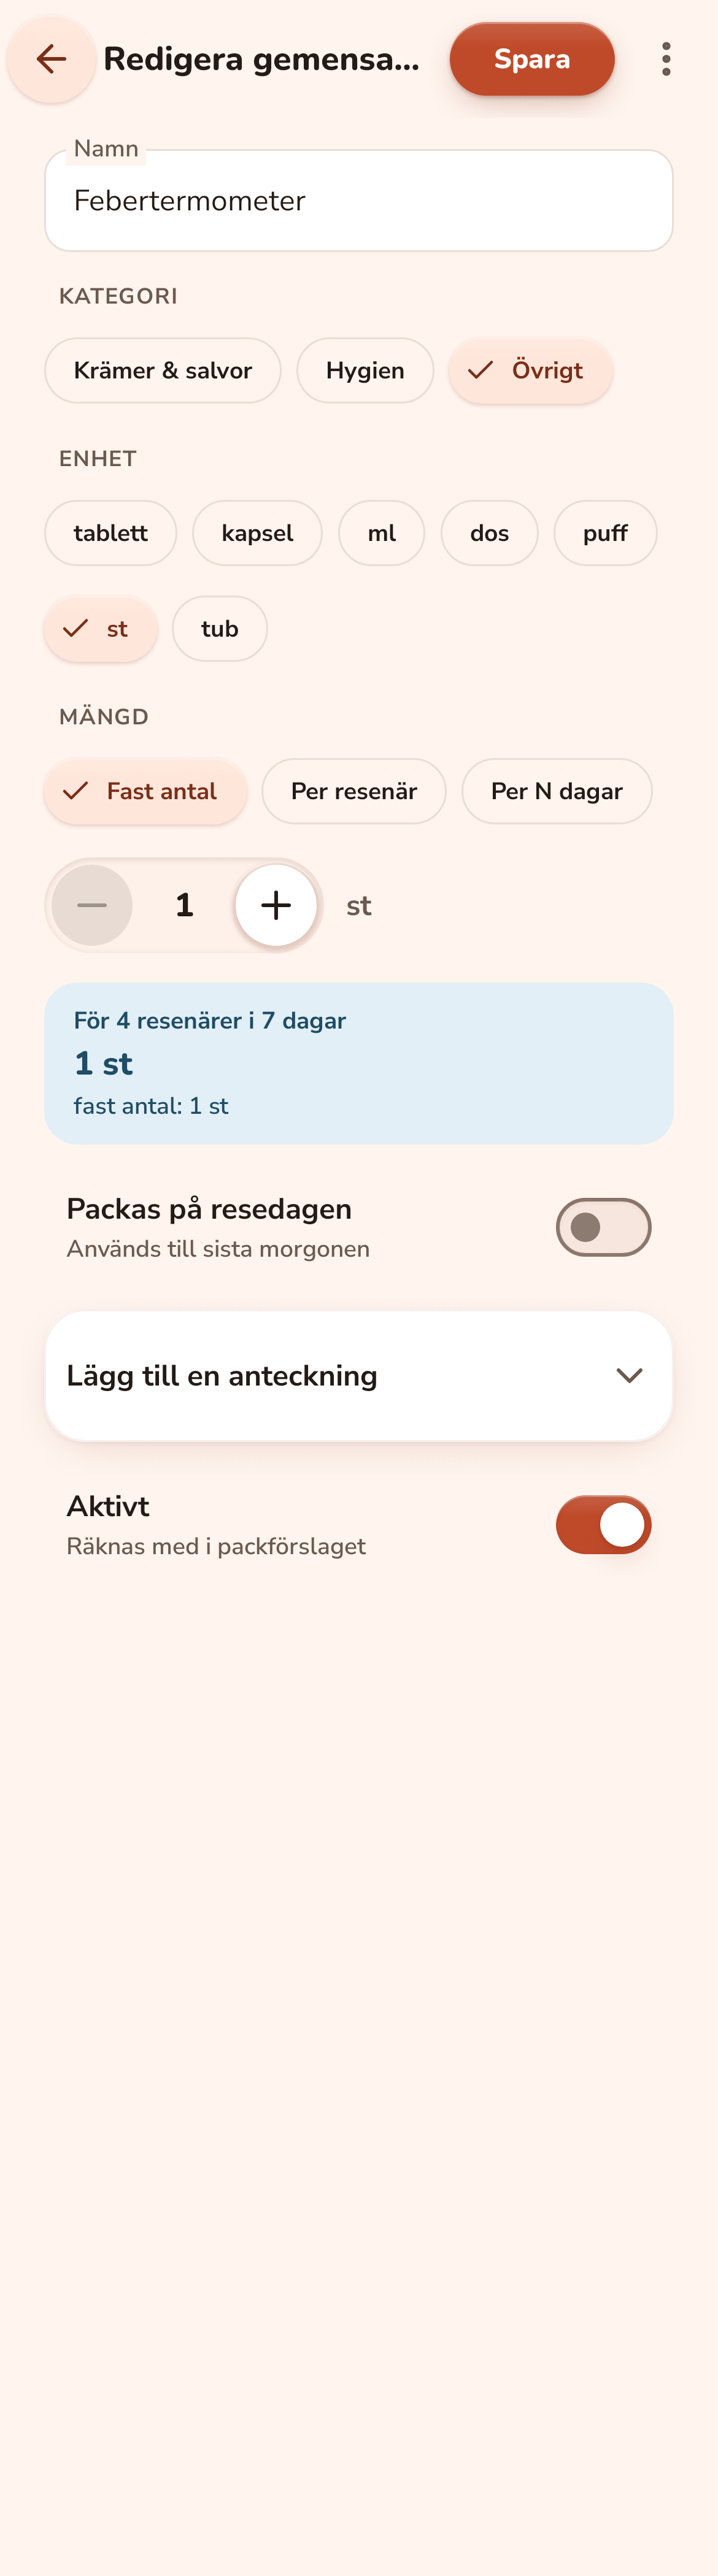 Redigera gemensa...
Spara
Namn
Febertermometer
KATEGORI
Krämer & salvor
Hygien
Övrigt
ENHET
tablett
kapsel
ml
dos
puff
st
tub
MÄNGD
Fast antal
Per resenär
Per N dagar
1
st
För 4 resenärer i 7 dagar
1 st
fast antal: 1 st
Packas på resedagen
Används till sista morgonen
Lägg till en anteckning
Aktivt
Räknas med i packförslaget